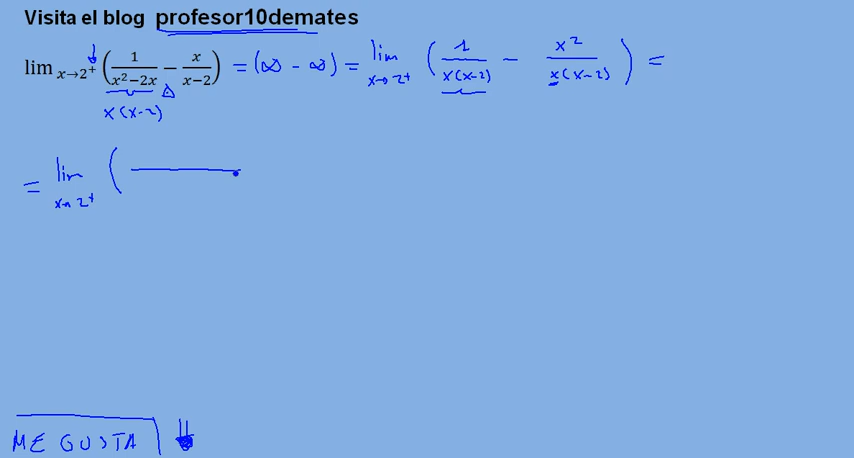 Visita el blog profesor10demates
lim x→2⁺ (1/(x²−2x) − x/(x−2)) = (∞ − ∞) = lim x→2⁺ (1/(x(x−2)) − x²/(x(x−2))) =
x(x−2)
= lim x→2⁺ (
ME GUSTA